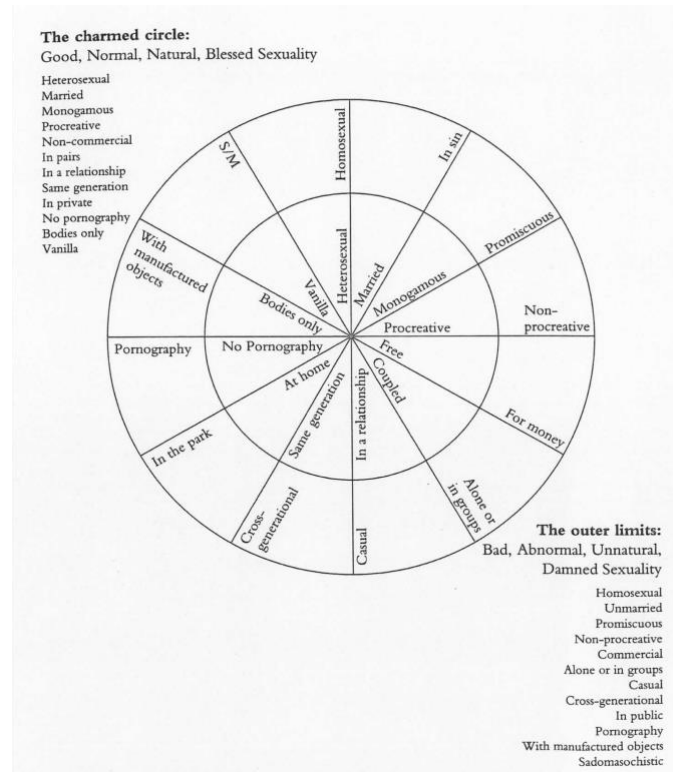 The charmed circle:
Good, Normal, Natural, Blessed Sexuality
Heterosexual
Married
Monogamous
Procreative
Non-commercial
In pairs
In a relationship
Same generation
In private
No pornography
Bodies only
Vanilla
Homosexual
In sin
Promiscuous
Non-
procreative
For money
Alone or
in groups
Casual
Cross-
generational
In the park
Pornography
With
manufactured
objects
S/M
Heterosexual
Married
Monogamous
Procreative
Free
Coupled
In a relationship
Same generation
At home
No Pornography
Bodies only
Vanilla
The outer limits:
Bad, Abnormal, Unnatural,
Damned Sexuality
Homosexual
Unmarried
Promiscuous
Non-procreative
Commercial
Alone or in groups
Casual
Cross-generational
In public
Pornography
With manufactured objects
Sadomasochistic